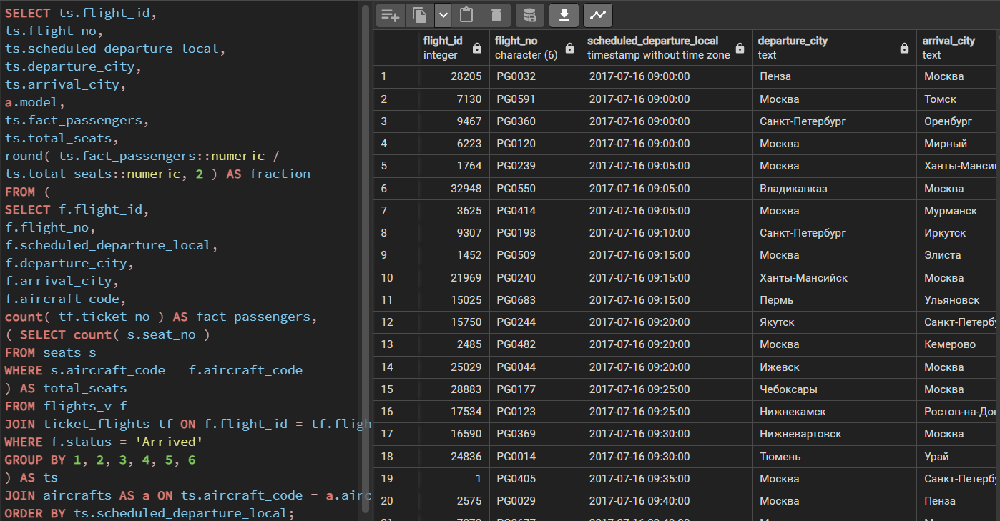 SELECT ts.flight_id,
ts.flight_no,
ts.scheduled_departure_local,
ts.departure_city,
ts.arrival_city,
a.model,
ts.fact_passengers,
ts.total_seats,
round( ts.fact_passengers::numeric /
ts.total_seats::numeric, 2 ) AS fraction
FROM (
SELECT f.flight_id,
f.flight_no,
f.scheduled_departure_local,
f.departure_city,
f.arrival_city,
f.aircraft_code,
count( tf.ticket_no ) AS fact_passengers,
( SELECT count( s.seat_no )
FROM seats s
WHERE s.aircraft_code = f.aircraft_code
) AS total_seats
FROM flights_v f
JOIN ticket_flights tf ON f.flight_id = tf.fligh
WHERE f.status = 'Arrived'
GROUP BY 1, 2, 3, 4, 5, 6
) AS ts
JOIN aircrafts AS a ON ts.aircraft_code = a.airc
ORDER BY ts.scheduled_departure_local;
flight_id flight_no scheduled_departure_local departure_city arrival_city
integer character (6) timestamp without time zone text text
1 28205 PG0032 2017-07-16 09:00:00 Пенза Москва
2 7130 PG0591 2017-07-16 09:00:00 Москва Томск
3 9467 PG0360 2017-07-16 09:00:00 Санкт-Петербург Оренбург
4 6223 PG0120 2017-07-16 09:00:00 Москва Мирный
5 1764 PG0239 2017-07-16 09:05:00 Москва Ханты-Манси
6 32948 PG0550 2017-07-16 09:05:00 Владикавказ Москва
7 3625 PG0414 2017-07-16 09:05:00 Москва Мурманск
8 9307 PG0198 2017-07-16 09:10:00 Санкт-Петербург Иркутск
9 1452 PG0509 2017-07-16 09:15:00 Москва Элиста
10 21969 PG0240 2017-07-16 09:15:00 Ханты-Мансийск Москва
11 15025 PG0683 2017-07-16 09:15:00 Пермь Ульяновск
12 15750 PG0244 2017-07-16 09:20:00 Якутск Санкт-Петерб
13 2485 PG0482 2017-07-16 09:20:00 Москва Кемерово
14 25029 PG0044 2017-07-16 09:20:00 Ижевск Москва
15 28883 PG0177 2017-07-16 09:25:00 Чебоксары Москва
16 17534 PG0123 2017-07-16 09:25:00 Нижнекамск Ростов-на-До
17 16590 PG0369 2017-07-16 09:30:00 Нижневартовск Москва
18 24836 PG0014 2017-07-16 09:30:00 Тюмень Урай
19 1 PG0405 2017-07-16 09:35:00 Москва Санкт-Петерб
20 2575 PG0029 2017-07-16 09:40:00 Москва Пенза